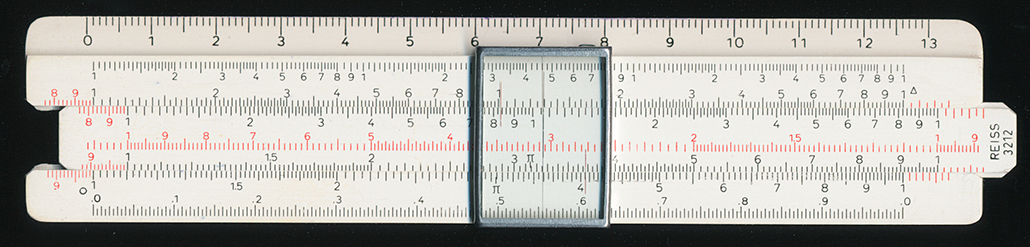 0 1 2 3 4 5 6 7 8 9 10 11 12 13
1 2 3 4 5 6 7 8 9 1 2 3 4 5 6 7 9 1 2 3 4 5 6 7 8 9 1
8 9 1 2 3 4 5 6 7 8 1 2 3 4 5 6 7 8 9 1 Δ
8 9 1 2 3 4 5 6 7 8 9 1 2 3 4 5 6 7 8 9 1
1 9 8 7 6 5 4 3 2 1.5 1 9
9 1 1.5 2 3 π 4 5 6 7 8 9 1
9 1 1.5 2 π 4 5 6 7 8 9 1
.0 .1 .2 .3 .4 .5 .6 .7 .8 .9 .0
REISS
3212